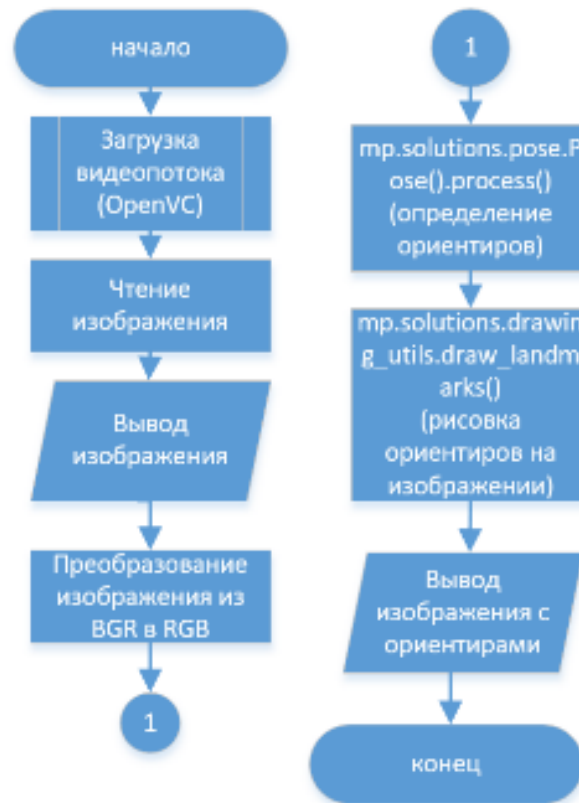 начало
Загрузка
видеопотока
(OpenVC)
Чтение
изображения
Вывод
изображения
Преобразование
изображения из
BGR в RGB
1
1
mp.solutions.pose.P
ose().process()
(определение
ориентиров)
mp.solutions.drawin
g_utils.draw_landm
arks()
(рисовка
ориентиров на
изображении)
Вывод
изображения с
ориентирами
конец